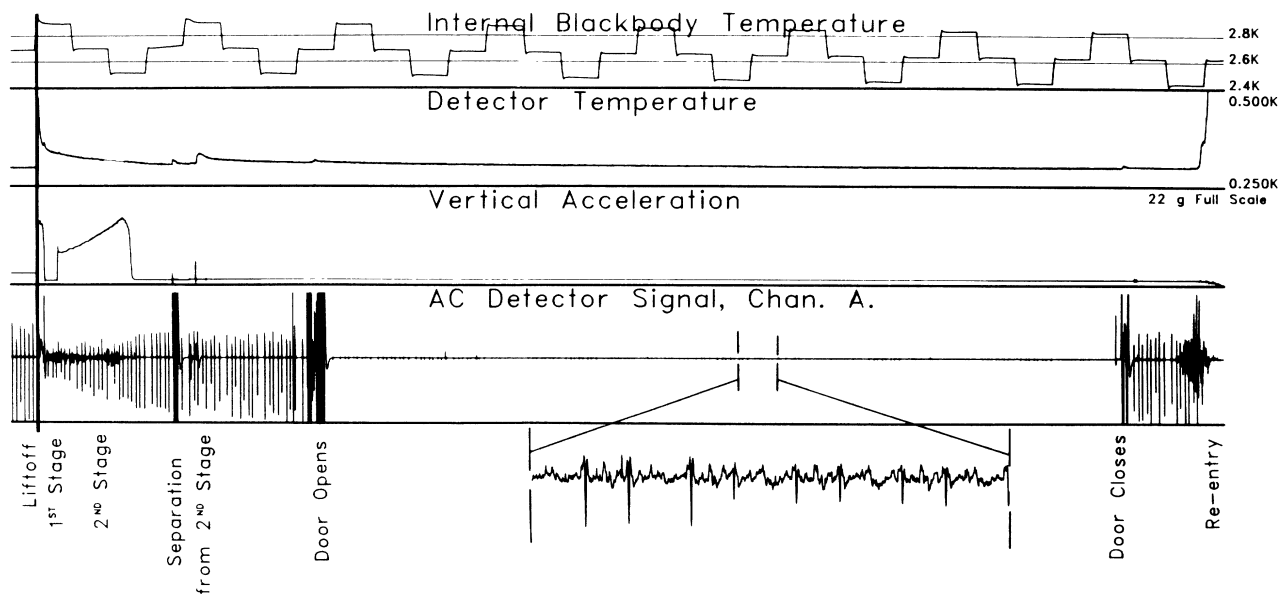 Internal Blackbody Temperature
2.8K
2.6K
2.4K
Detector Temperature
0.500K
0.250K
Vertical Acceleration
22 g Full Scale
AC Detector Signal, Chan. A.
Liftoff
1ST Stage
2ND Stage
Separation
from 2ND Stage
Door Opens
Door Closes
Re-entry